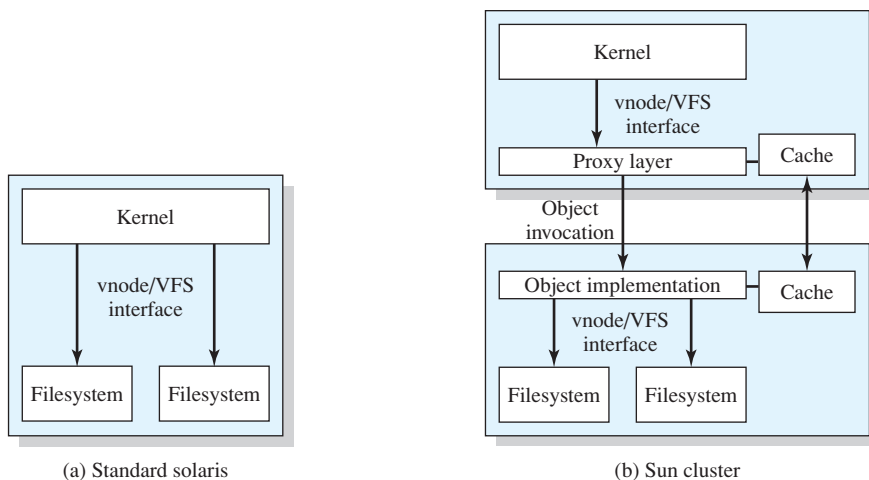 Kernel
vnode/VFS
interface
Filesystem
Filesystem
(a) Standard solaris
Kernel
vnode/VFS
interface
Proxy layer
Cache
Object
invocation
Object implementation
Cache
vnode/VFS
interface
Filesystem
Filesystem
(b) Sun cluster